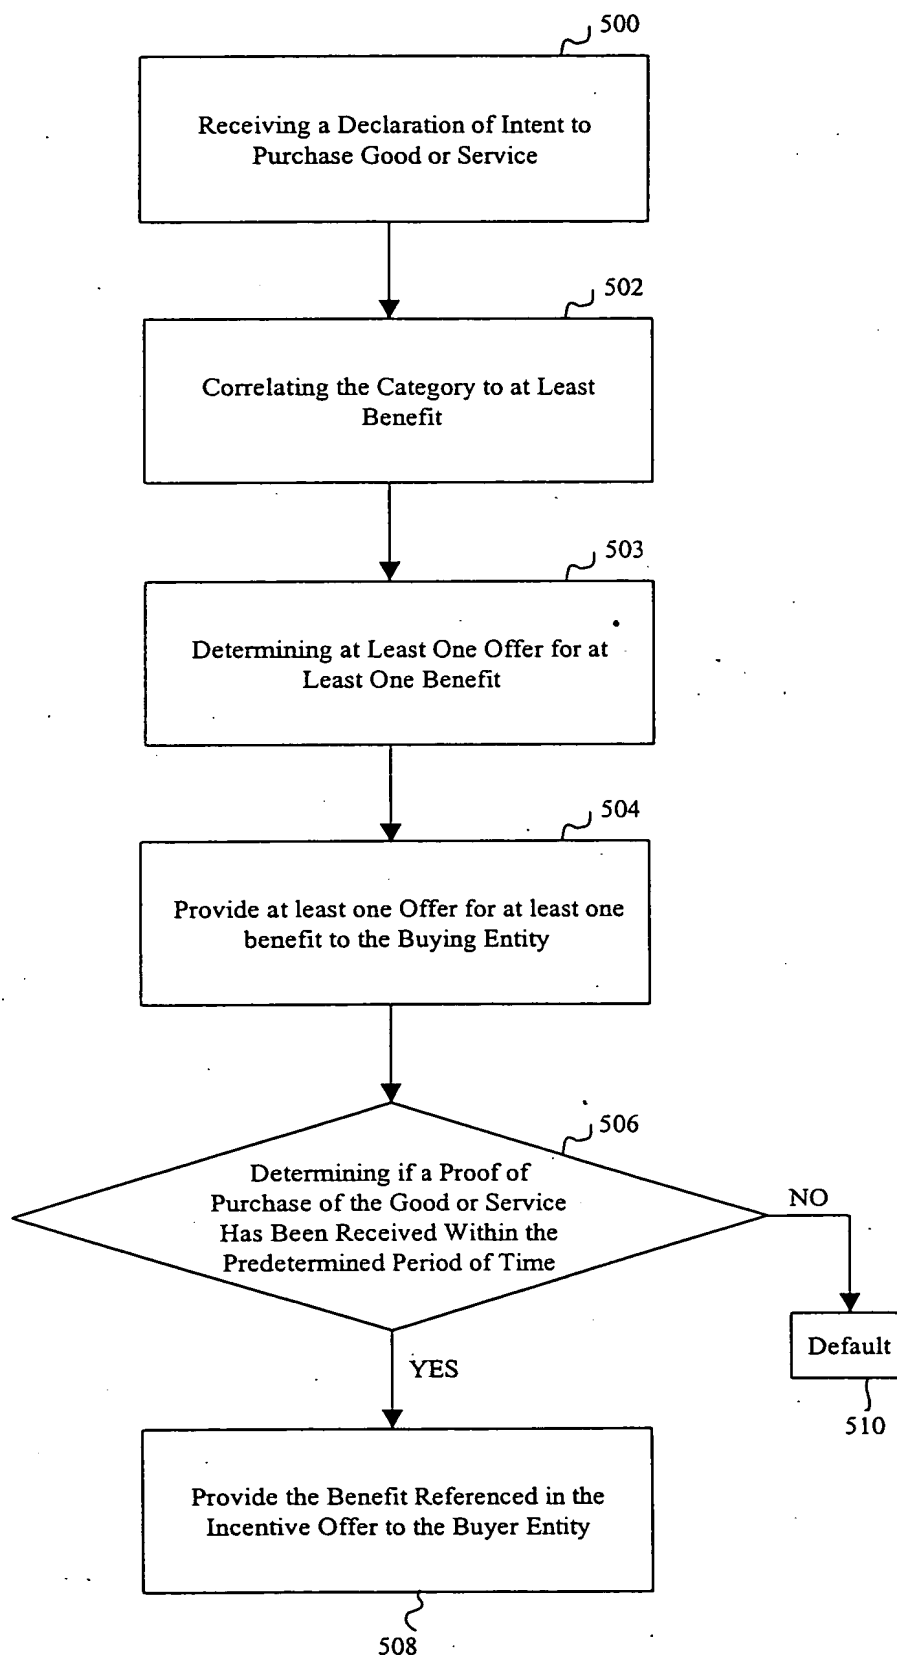 500
Receiving a Declaration of Intent to
Purchase Good or Service
502
Correlating the Category to at Least
Benefit
503
Determining at Least One Offer for at
Least One Benefit
504
Provide at least one Offer for at least one
benefit to the Buying Entity
506
Determining if a Proof of
Purchase of the Good or Service
Has Been Received Within the
Predetermined Period of Time
NO
Default
510
YES
Provide the Benefit Referenced in the
Incentive Offer to the Buyer Entity
508